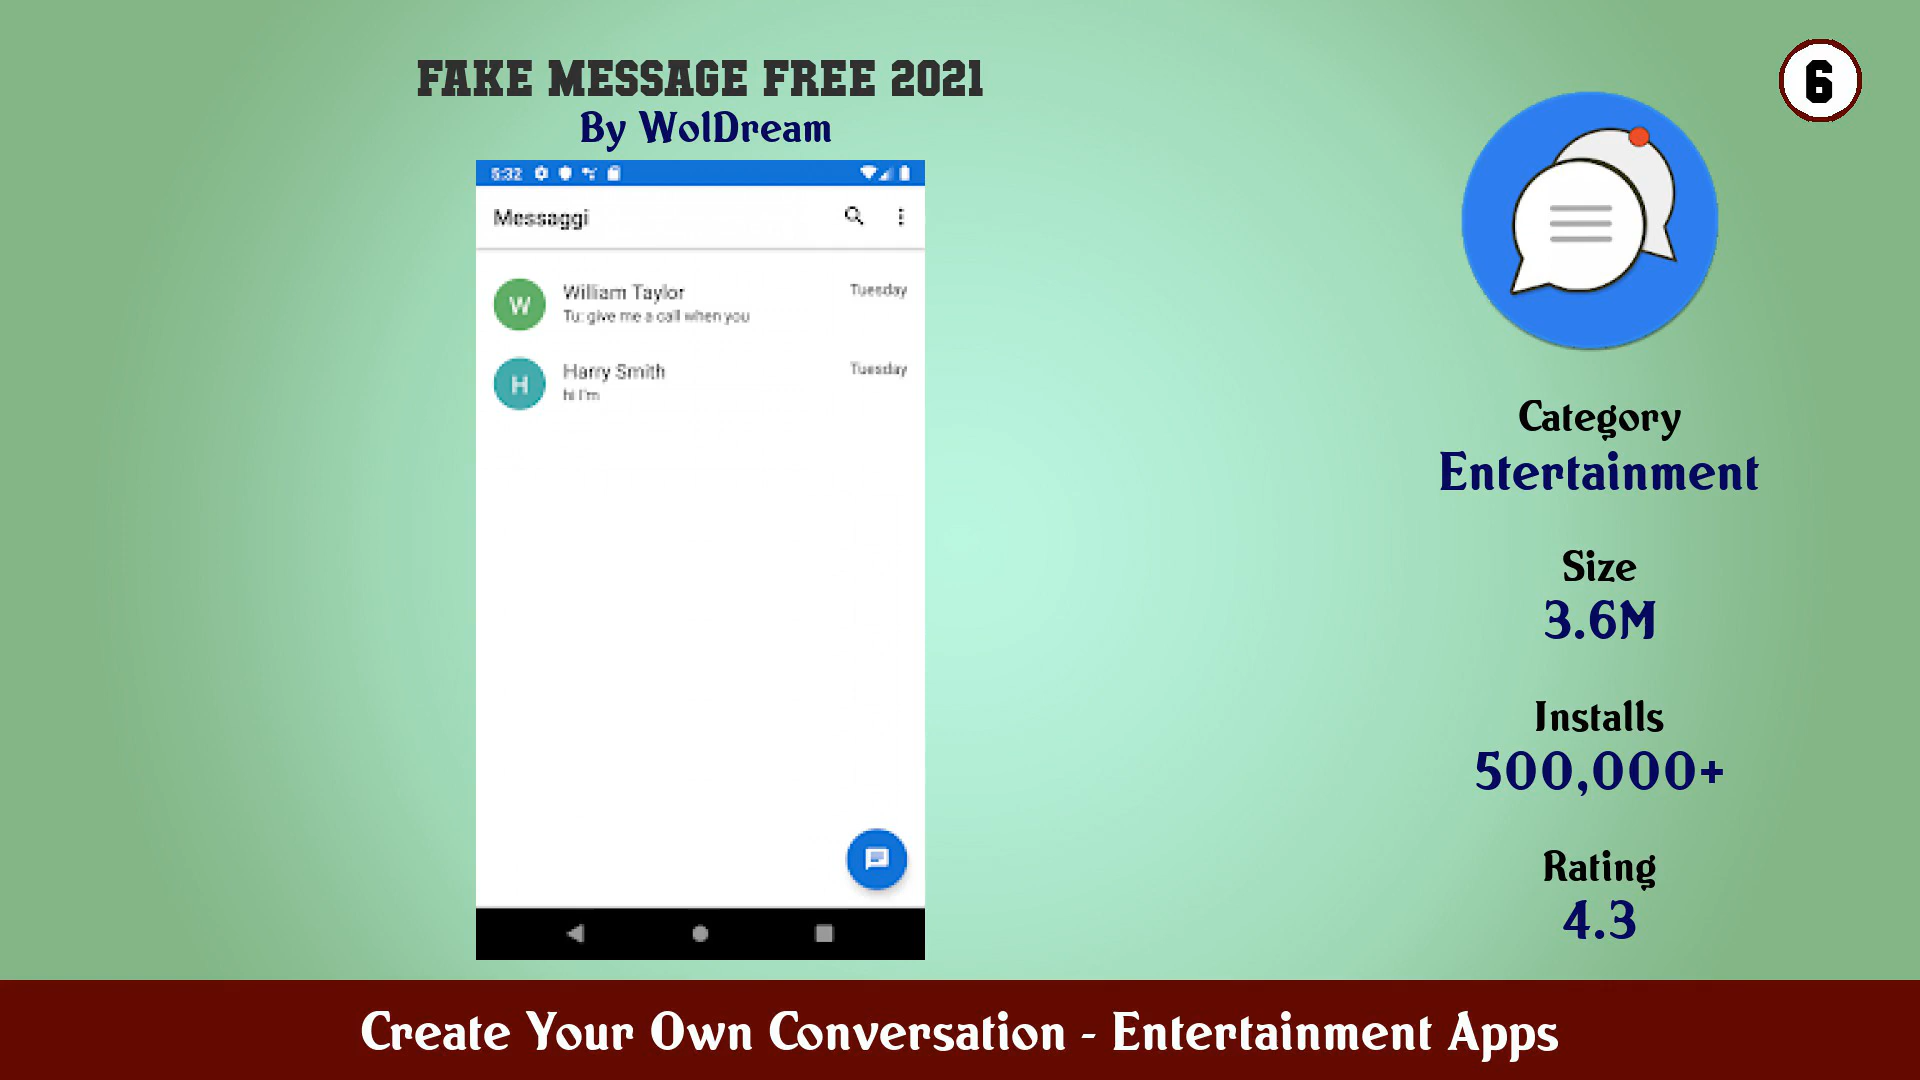 FAKE MESSAGE FREE 2021
By WolDream
6
5:32
Messaggi
W
William Taylor
Tuesday
Tu: give me a call when you
H
Harry Smith
Tuesday
hi I'm
Category
Entertainment
Size
3.6M
Installs
500,000+
Rating
4.3
Create Your Own Conversation - Entertainment Apps